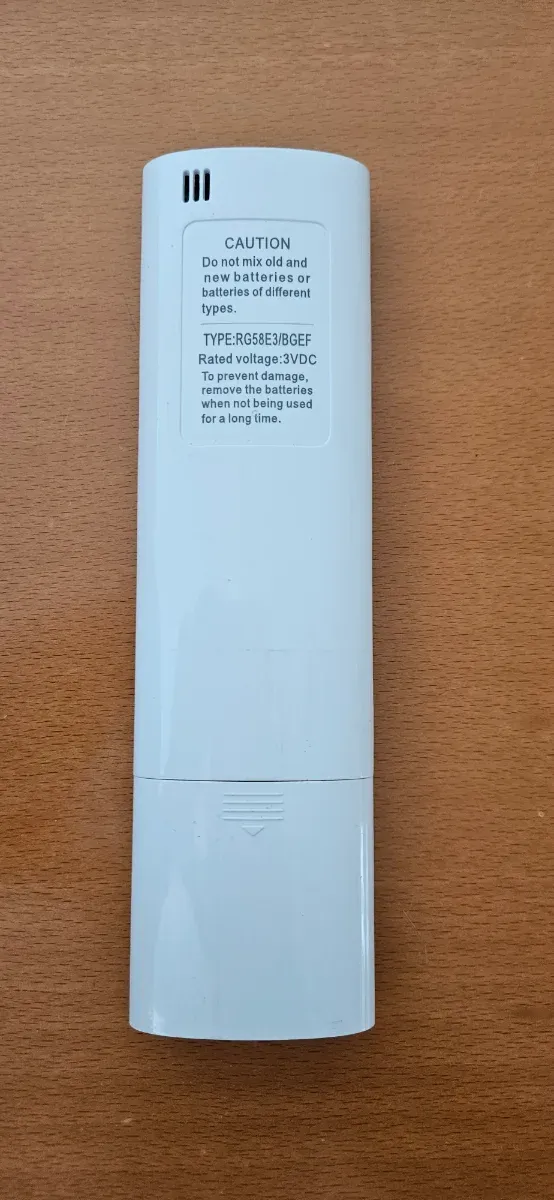 CAUTION
Do not mix old and
new batteries or
batteries of different
types.
TYPE:RG58E3/BGEF
Rated voltage:3VDC
To prevent damage,
remove the batteries
when not being used
for a long time.